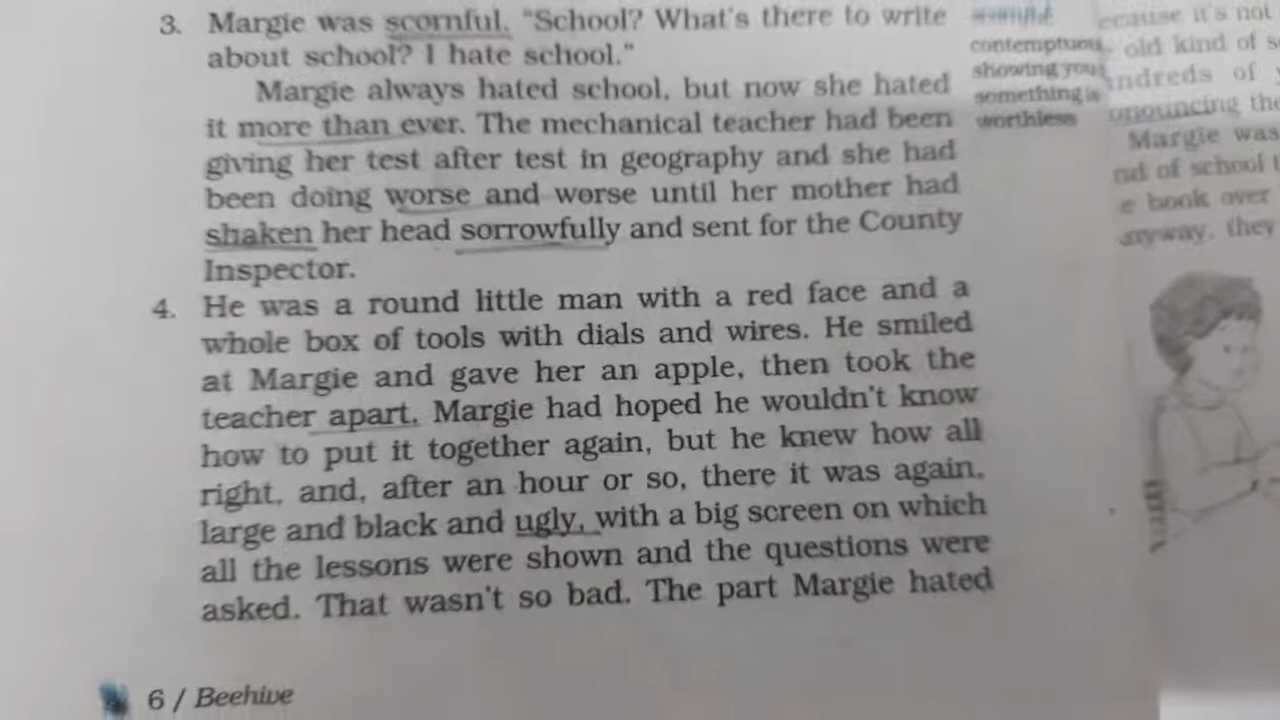 3. Margie was scornful. "School? What's there to write
about school? I hate school."
Margie always hated school, but now she hated
it more than ever. The mechanical teacher had been
giving her test after test in geography and she had
been doing worse and worse until her mother had
shaken her head sorrowfully and sent for the County
Inspector.
4. He was a round little man with a red face and a
whole box of tools with dials and wires. He smiled
at Margie and gave her an apple, then took the
teacher apart. Margie had hoped he wouldn't know
how to put it together again, but he knew how all
right, and, after an hour or so, there it was again,
large and black and ugly, with a big screen on which
all the lessons were shown and the questions were
asked. That wasn't so bad. The part Margie hated
6 / Beehive
showing you
something is
worthless
it's not
old kind of
of
Margie was
of school
book over
they